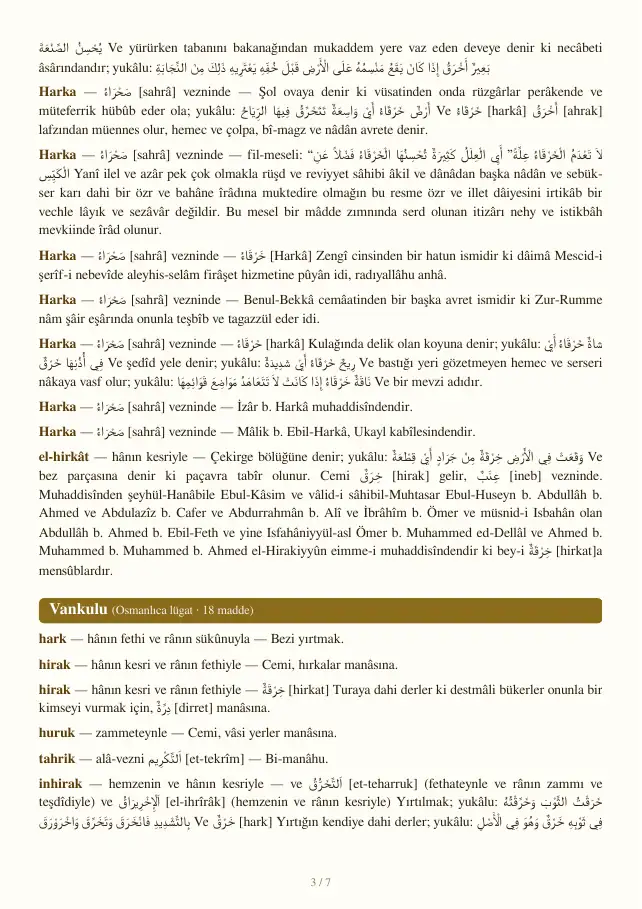 يُحْسِنُ الصَّنْعَةَ Ve yürürken tabanını bakanağından mukaddem yere vaz eden deveye denir ki necâbeti
âsârındandır; yukâlu: بَعِيرٌ أَخْرَقُ إِذَا كَانَ يَقَعُ مَنْسِمُهُ عَلَى الْأَرْضِ قَبْلَ خُفِّهِ يَعْتَرِيهِ ذَلِكَ مِنَ النَّجَابَةِ
Harka — صَحْرَاءُ [sahrâ] vezninde — Şol ovaya denir ki vüsatinden onda rüzgârlar perâkende ve
müteferrik hübûb eder ola; yukâlu: أَرْضٌ خَرْقَاءُ أَيْ وَاسِعَةٌ تَتَخَرَّقُ فِيهَا الرِّيَاحُ Ve خَرْقَاءُ [harkâ] أَخْرَقُ [ahrak]
lafzından müennes olur, hemec ve çolpa, bî-magz ve nâdân avrete denir.
Harka — صَحْرَاءُ [sahrâ] vezninde — fil-meseli: “لاَ تَعْدَمُ الْخَرْقَاءُ عِلَّةً” أَيِ الْعِلَلُ كَثِيرَةٌ تُحْسِنُهَا الْخَرْقَاءُ فَضْلاً عَنِ
الْكَيِّسِ Yanî ilel ve azâr pek çok olmakla rüşd ve reviyyet sâhibi âkil ve dânâdan başka nâdân ve sebük-
ser karı dahi bir özr ve bahâne îrâdına muktedire olmağın bu resme özr ve illet dâiyesini irtikâb bir
vechle lâyık ve sezâvâr değildir. Bu mesel bir mâdde zımnında serd olunan itizârı nehy ve istikbâh
mevkiinde îrâd olunur.
Harka — صَحْرَاءُ [sahrâ] vezninde — خَرْقَاءُ [Harkâ] Zengî cinsinden bir hatun ismidir ki dâimâ Mescid-i
şerîf-i nebevîde aleyhis-selâm firâşet hizmetine pûyân idi, radıyallâhu anhâ.
Harka — صَحْرَاءُ [sahrâ] vezninde — Benul-Bekkâ cemâatinden bir başka avret ismidir ki Zur-Rumme
nâm şâir eşârında onunla teşbîb ve tagazzül eder idi.
Harka — صَحْرَاءُ [sahrâ] vezninde — خَرْقَاءُ [harkâ] Kulağında delik olan koyuna denir; yukâlu: شاةٌ خَرْقَاءُ أَيْ
فِي أُذُنِهَا خَرْقٌ Ve şedîd yele denir; yukâlu: رِيحٌ خَرْقَاءُ أَيْ شَدِيدَةٌ Ve bastığı yeri gözetmeyen hemec ve serseri
nâkaya vasf olur; yukâlu: نَاقَةٌ خَرْقَاءُ إِذَا كَانَتْ لاَ تَتَعَاهَدُ مَوَاضِعَ قَوَائِمِهَا Ve bir mevzi adıdır.
Harka — صَحْرَاءُ [sahrâ] vezninde — İzâr b. Harkâ muhaddisîndendir.
Harka — صَحْرَاءُ [sahrâ] vezninde — Mâlik b. Ebil-Harkâ, Ukayl kabîlesindendir.
el-hirkât — hânın kesriyle — Çekirge bölüğüne denir; yukâlu: وَقَعَتْ فِي الْأَرْضِ خِرْقَةٌ مِنْ جَرَادٍ أَيْ قِطْعَةٌ Ve
bez parçasına denir ki paçavra tabîr olunur. Cemi خِرَقٌ [hirak] gelir, عِنَبٌ [ineb] vezninde.
Muhaddisînden şeyhül-Hanâbile Ebul-Kâsim ve vâlid-i sâhibil-Muhtasar Ebul-Huseyn b. Abdullâh b.
Ahmed ve Abdulazîz b. Cafer ve Abdurrahmân b. Alî ve İbrâhîm b. Ömer ve müsnid-i Isbahân olan
Abdullâh b. Ahmed b. Ebil-Feth ve yine Isfahâniyyül-asl Ömer b. Muhammed ed-Dellâl ve Ahmed b.
Muhammed b. Muhammed b. Ahmed el-Hirakiyyûn eimme-i muhaddisîndendir ki bey-i خِرْقَةٌ [hirkat]a
mensûblardır.
Vankulu (Osmanlıca lügat · 18 madde)
hark — hânın fethi ve rânın sükûnuyla — Bezi yırtmak.
hirak — hânın kesri ve rânın fethiyle — Cemi, hırkalar manâsına.
hirak — hânın kesri ve rânın fethiyle — خِرْقَةٌ [hirkat] Turaya dahi derler ki destmâli bükerler onunla bir
kimseyi vurmak için, دِرَّةٌ [dirret] manâsına.
huruk — zammeteynle — Cemi, vâsi yerler manâsına.
tahrik — alâ-vezni اَلتَّكْرِيم [et-tekrîm] — Bi-manâhu.
inhirak — hemzenin ve hânın kesriyle — ve اَلتَّخَرُّقُ [et-teharruk] (fethateynle ve rânın zammı ve
teşdîdiyle) ve اَلْإِخْرِيرَاقُ [el-ihrîrâk] (hemzenin ve rânın kesriyle) Yırtılmak; yukâlu: خَرَقْتُ الثَّوْبَ وَخَرَّقْتُهُ
بِالتَّشْدِيدِ فَانْخَرَقَ وَتَخَرَّقَ وَاخْرَوْرَقَ Ve خَرْقٌ [hark] Yırtığın kendiye dahi derler; yukâlu: فِي ثَوْبِهِ خَرْقٌ وَهُوَ فِي الْأَصْلِ
3 / 7